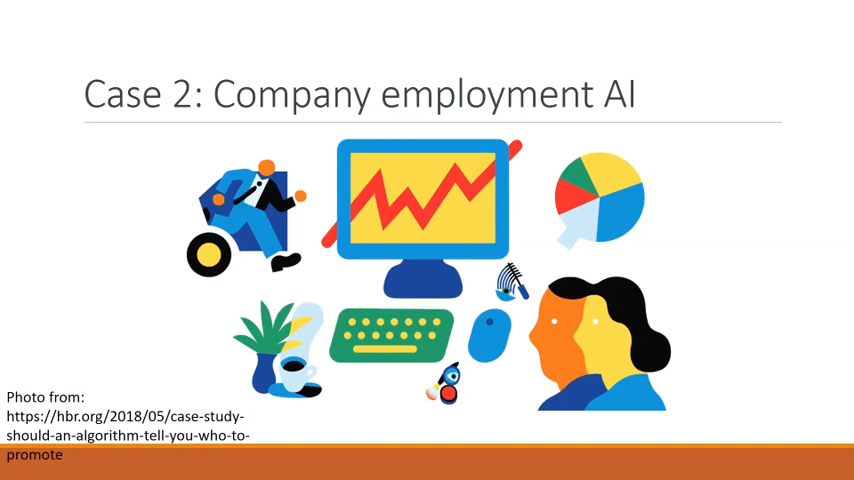 Case 2: Company employment AI
Photo from:
https://hbr.org/2018/05/case-study-
should-an-algorithm-tell-you-who-to-
promote